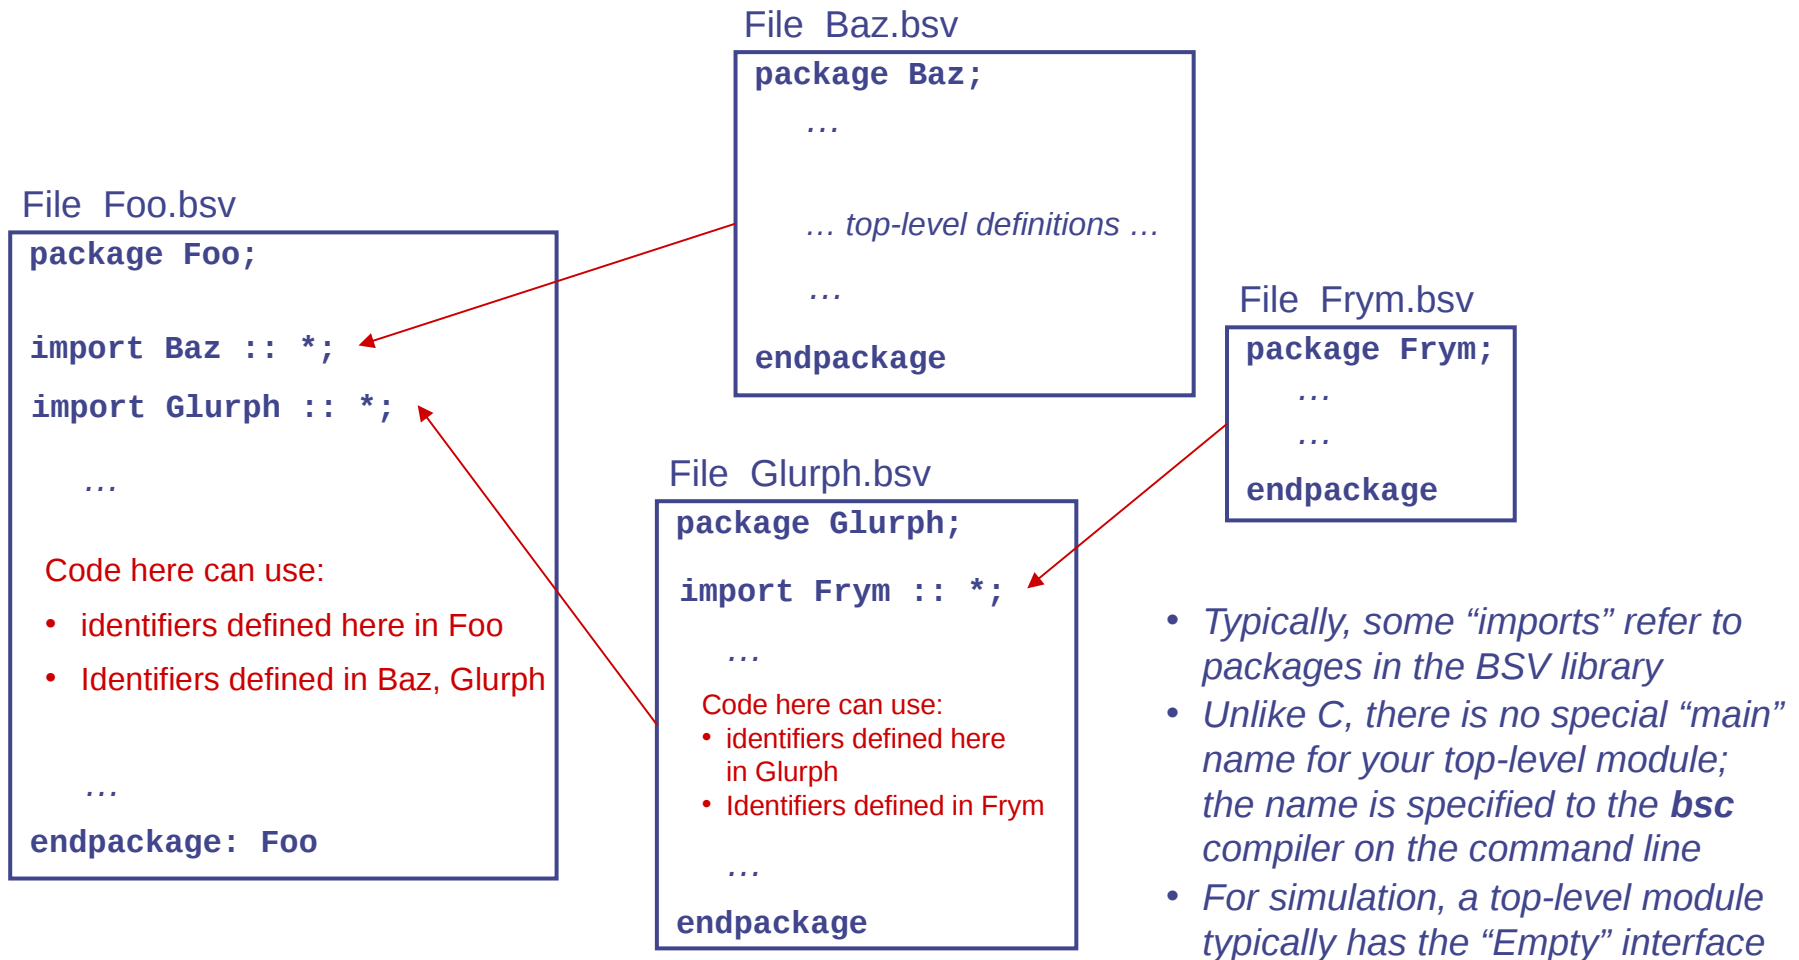 File  Baz.bsv
package Baz;
…
… top-level definitions …
…
endpackage
File  Foo.bsv
package Foo;
import Baz :: *;
import Glurph :: *;
…
Code here can use:
• identifiers defined here in Foo
• Identifiers defined in Baz, Glurph
…
endpackage: Foo
File  Glurph.bsv
package Glurph;
import Frym :: *;
…
Code here can use:
• identifiers defined here
in Glurph
• Identifiers defined in Frym
…
endpackage
File  Frym.bsv
package Frym;
…
…
endpackage
• Typically, some “imports” refer to
packages in the BSV library
• Unlike C, there is no special “main”
name for your top-level module;
the name is specified to the bsc
compiler on the command line
• For simulation, a top-level module
typically has the “Empty” interface